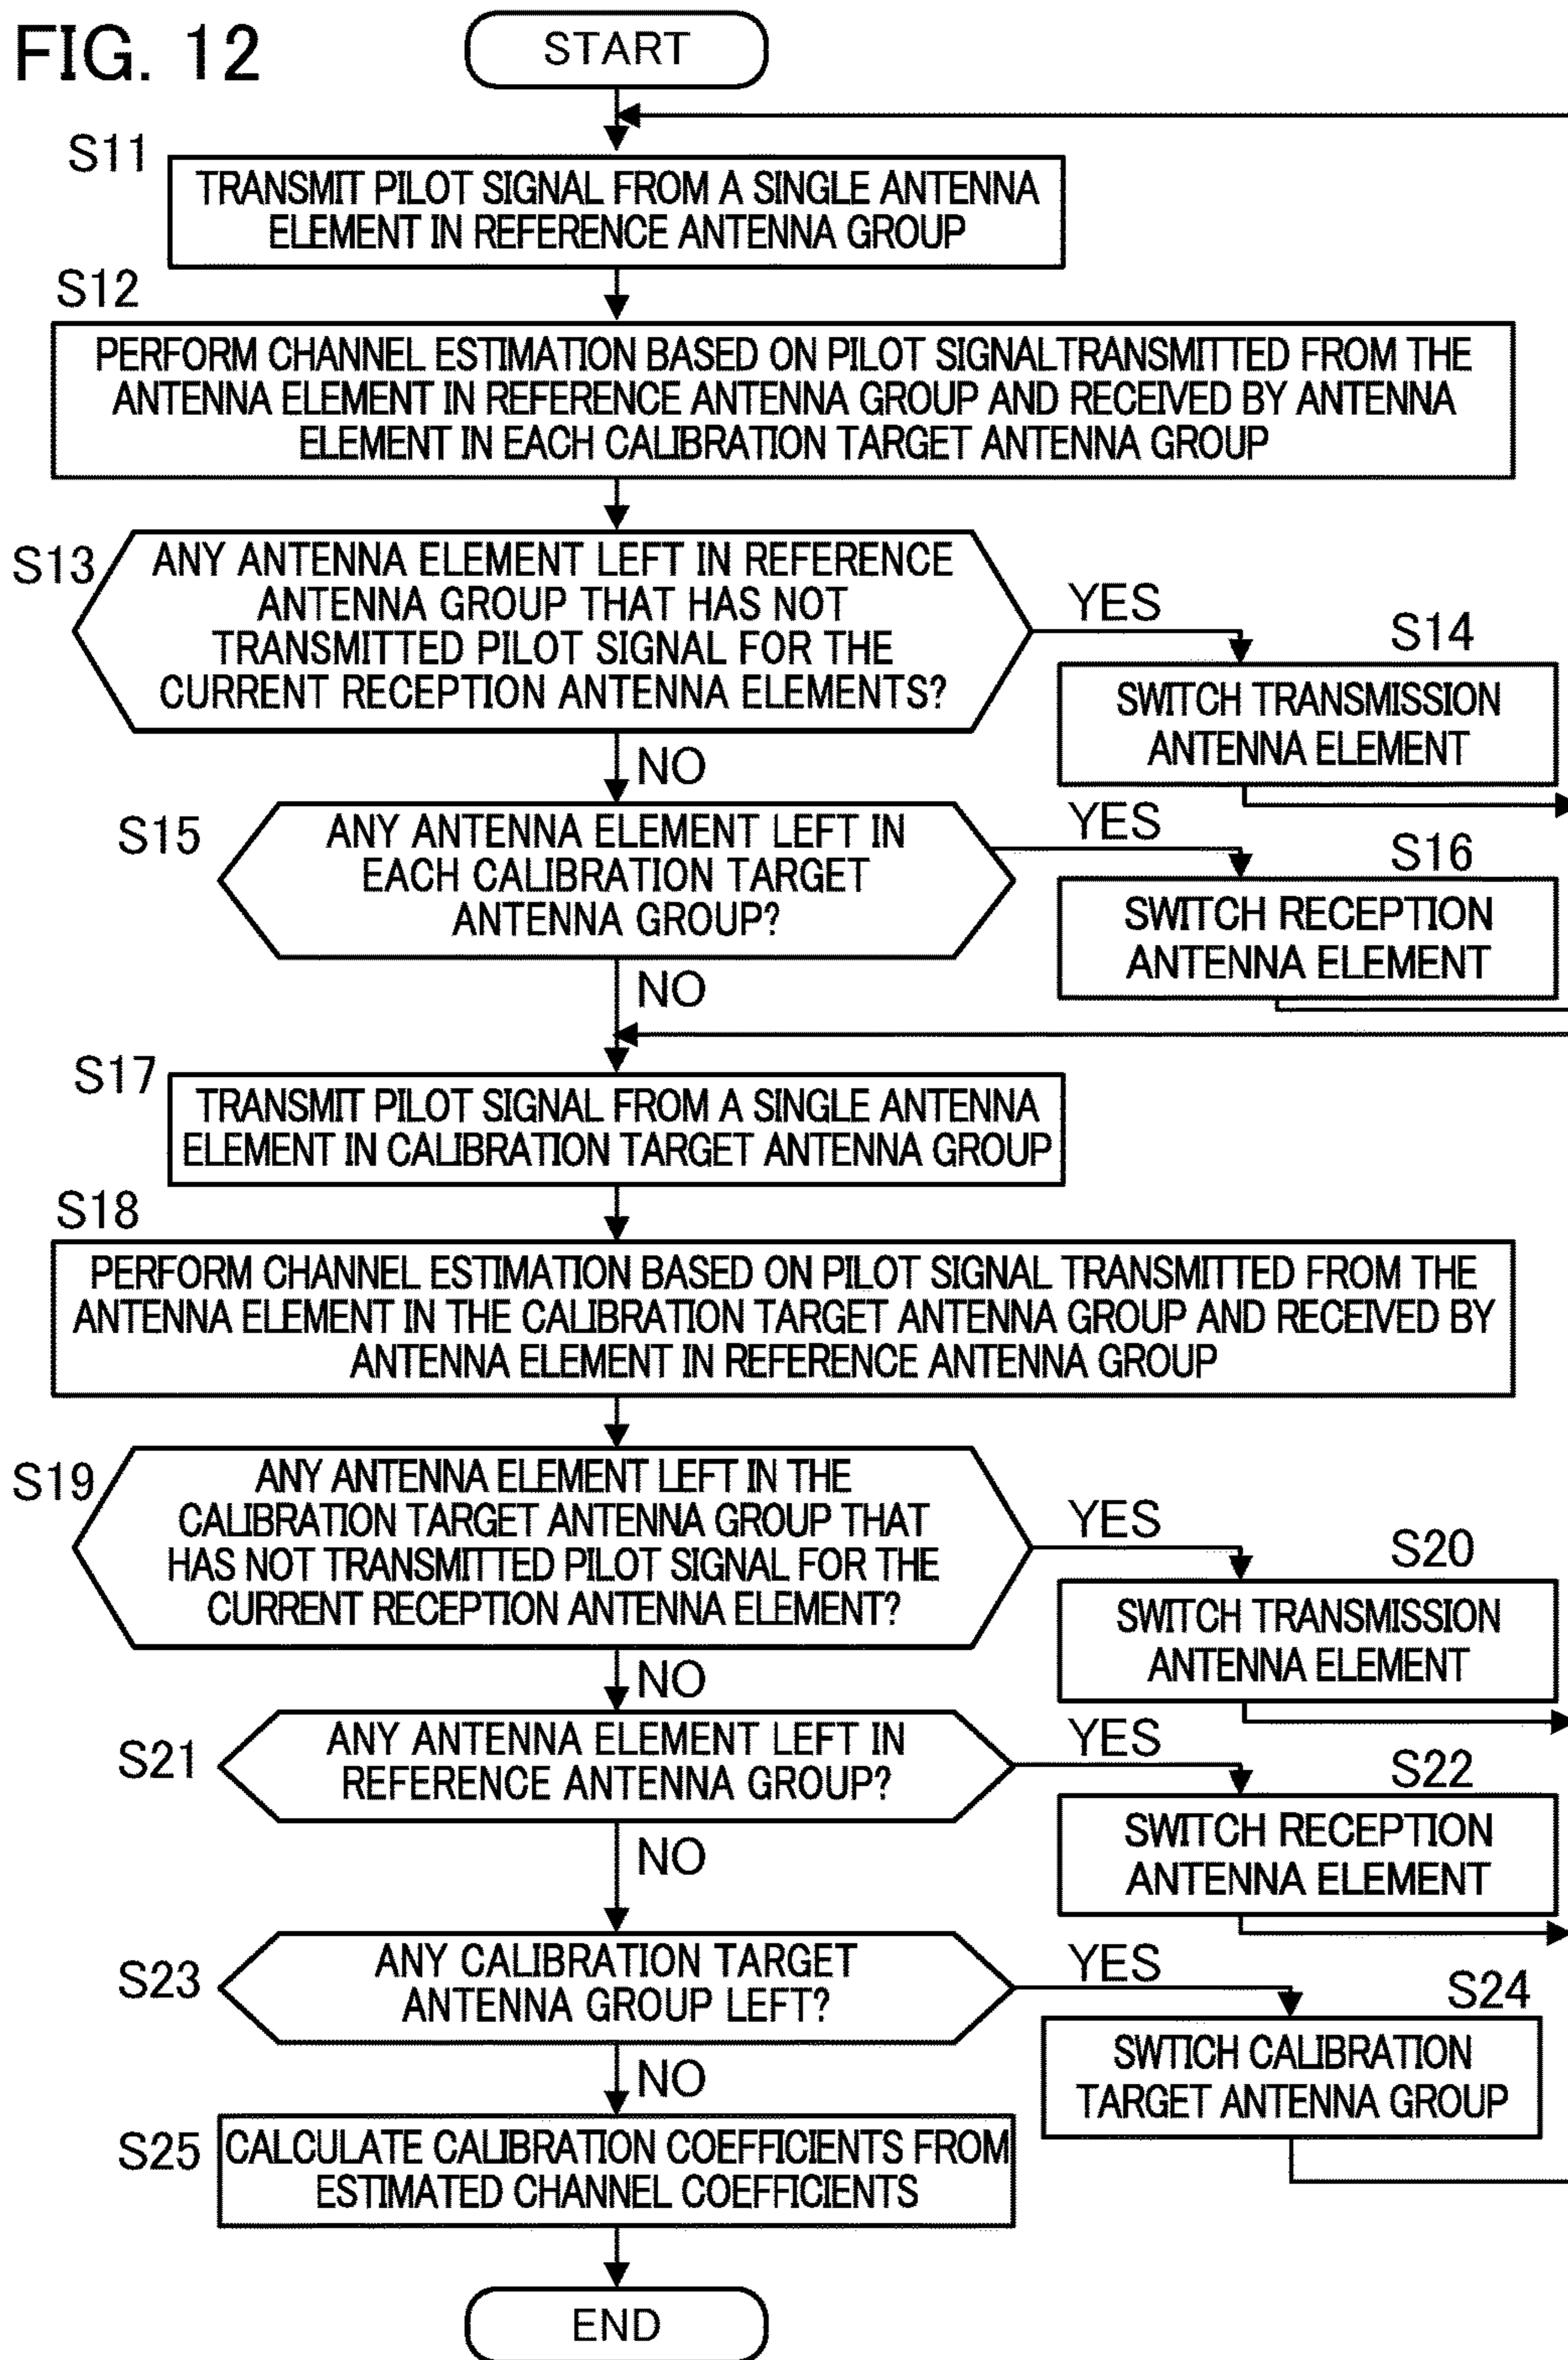 FIG. 12
START
S11
TRANSMIT PILOT SIGNAL FROM A SINGLE ANTENNA
ELEMENT IN REFERENCE ANTENNA GROUP
S12
PERFORM CHANNEL ESTIMATION BASED ON PILOT SIGNALTRANSMITTED FROM THE
ANTENNA ELEMENT IN REFERENCE ANTENNA GROUP AND RECEIVED BY ANTENNA
ELEMENT IN EACH CALIBRATION TARGET ANTENNA GROUP
S13
ANY ANTENNA ELEMENT LEFT IN REFERENCE
ANTENNA GROUP THAT HAS NOT
TRANSMITTED PILOT SIGNAL FOR THE
CURRENT RECEPTION ANTENNA ELEMENTS?
YES
S14
SWITCH TRANSMISSION
ANTENNA ELEMENT
NO
S15
ANY ANTENNA ELEMENT LEFT IN
EACH CALIBRATION TARGET
ANTENNA GROUP?
YES
S16
SWITCH RECEPTION
ANTENNA ELEMENT
NO
S17
TRANSMIT PILOT SIGNAL FROM A SINGLE ANTENNA
ELEMENT IN CALIBRATION TARGET ANTENNA GROUP
S18
PERFORM CHANNEL ESTIMATION BASED ON PILOT SIGNAL TRANSMITTED FROM THE
ANTENNA ELEMENT IN THE CALIBRATION TARGET ANTENNA GROUP AND RECEIVED BY
ANTENNA ELEMENT IN REFERENCE ANTENNA GROUP
S19
ANY ANTENNA ELEMENT LEFT IN THE
CALIBRATION TARGET ANTENNA GROUP THAT
HAS NOT TRANSMITTED PILOT SIGNAL FOR THE
CURRENT RECEPTION ANTENNA ELEMENT?
YES
S20
SWITCH TRANSMISSION
ANTENNA ELEMENT
NO
S21
ANY ANTENNA ELEMENT LEFT IN
REFERENCE ANTENNA GROUP?
YES
S22
SWITCH RECEPTION
ANTENNA ELEMENT
NO
S23
ANY CALIBRATION TARGET
ANTENNA GROUP LEFT?
YES
S24
SWTICH CALIBRATION
TARGET ANTENNA GROUP
NO
S25
CALCULATE CALIBRATION COEFFICIENTS FROM
ESTIMATED CHANNEL COEFFICIENTS
END